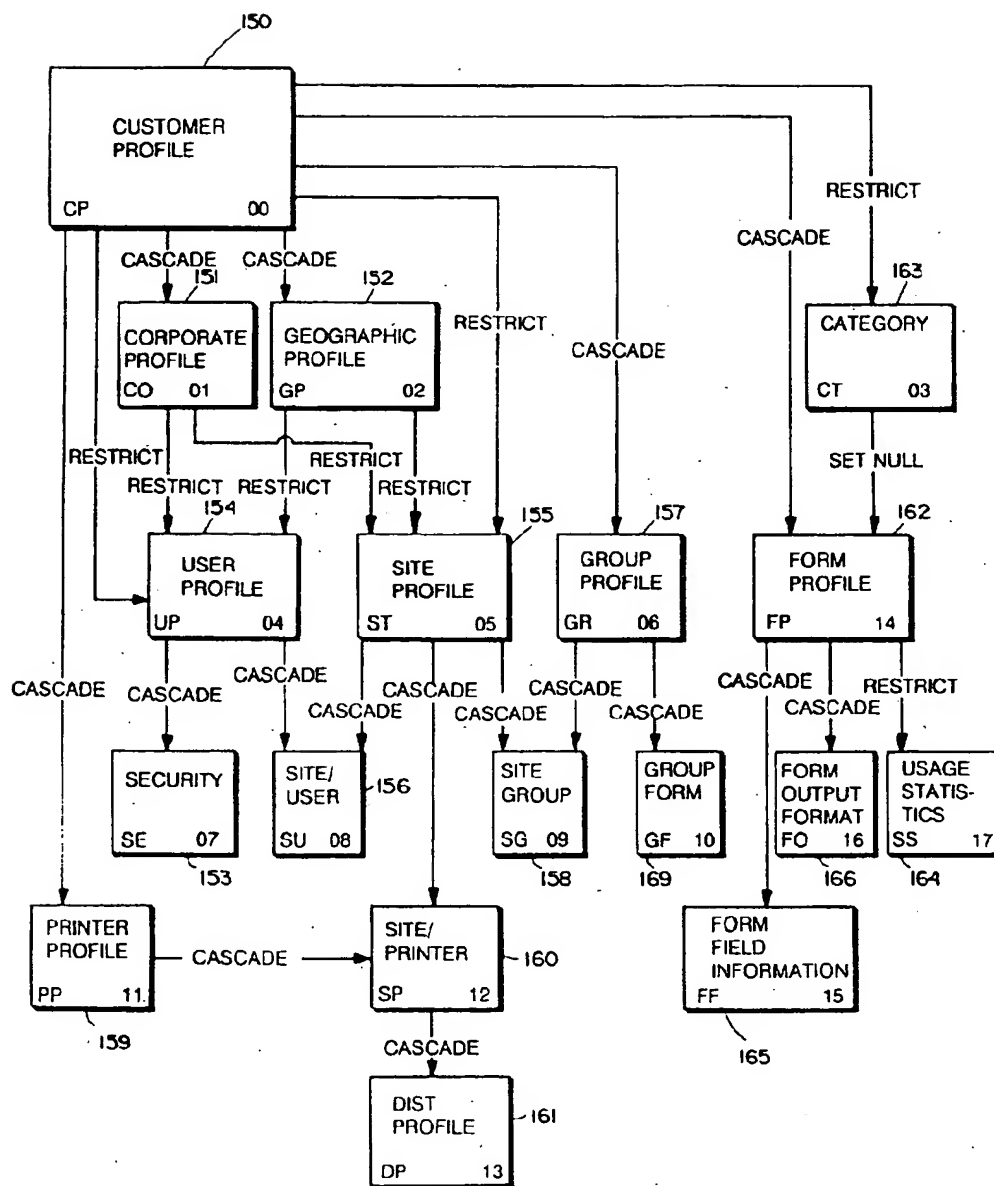 150
CUSTOMER
PROFILE
CP 00
RESTRICT
CASCADE
CASCADE
CASCADE
151
152
163
RESTRICT
CASCADE
CORPORATE
PROFILE
CO 01
GEOGRAPHIC
PROFILE
GP 02
CATEGORY
CT 03
RESTRICT
RESTRICT
SET NULL
RESTRICT
RESTRICT
RESTRICT
154
155
157
162
USER
PROFILE
UP 04
SITE
PROFILE
ST 05
GROUP
PROFILE
GR 06
FORM
PROFILE
FP 14
CASCADE
CASCADE
CASCADE
CASCADE
CASCADE
CASCADE
CASCADE
CASCADE
CASCADE
CASCADE
RESTRICT
CASCADE
SECURITY
SE 07
153
SITE/
USER
SU 08
156
SITE
GROUP
SG 09
158
GROUP
FORM
GF 10
169
FORM
OUTPUT
FORMAT
FO 16
166
USAGE
STATIS-
TICS
SS 17
164
PRINTER
PROFILE
PP 11
159
CASCADE
SITE/
PRINTER
SP 12
160
FORM
FIELD
INFORMATION
FF 15
165
CASCADE
DIST
PROFILE
DP 13
161